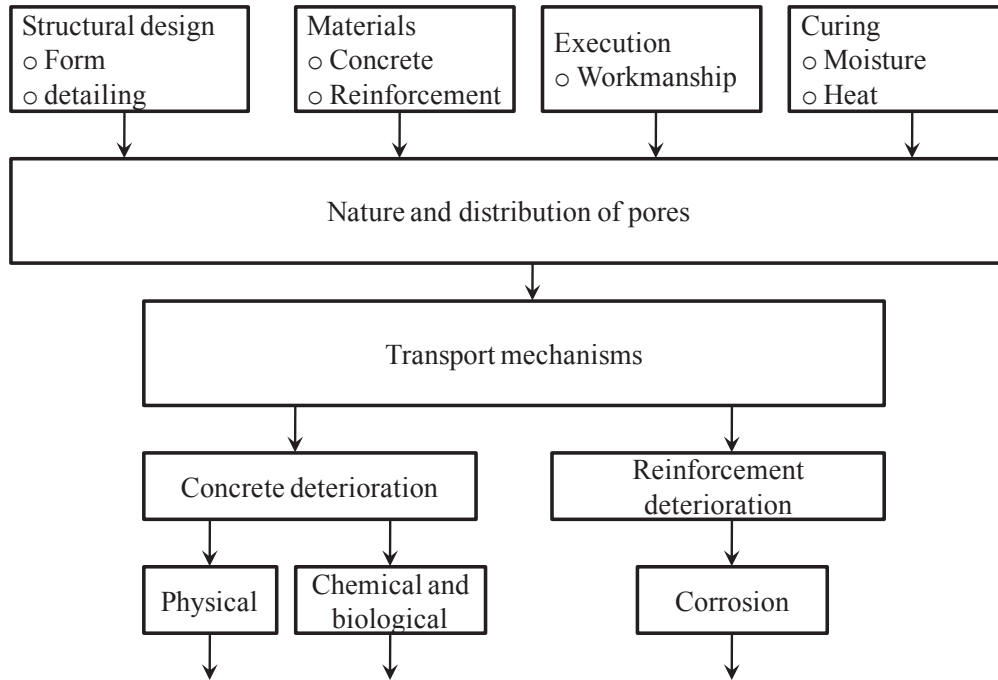 Structural design
○ Form
○ detailing
Materials
○ Concrete
○ Reinforcement
Execution
○ Workmanship
Curing
○ Moisture
○ Heat
Nature and distribution of pores
Transport mechanisms
Concrete deterioration
Reinforcement
deterioration
Physical
Chemical and
biological
Corrosion